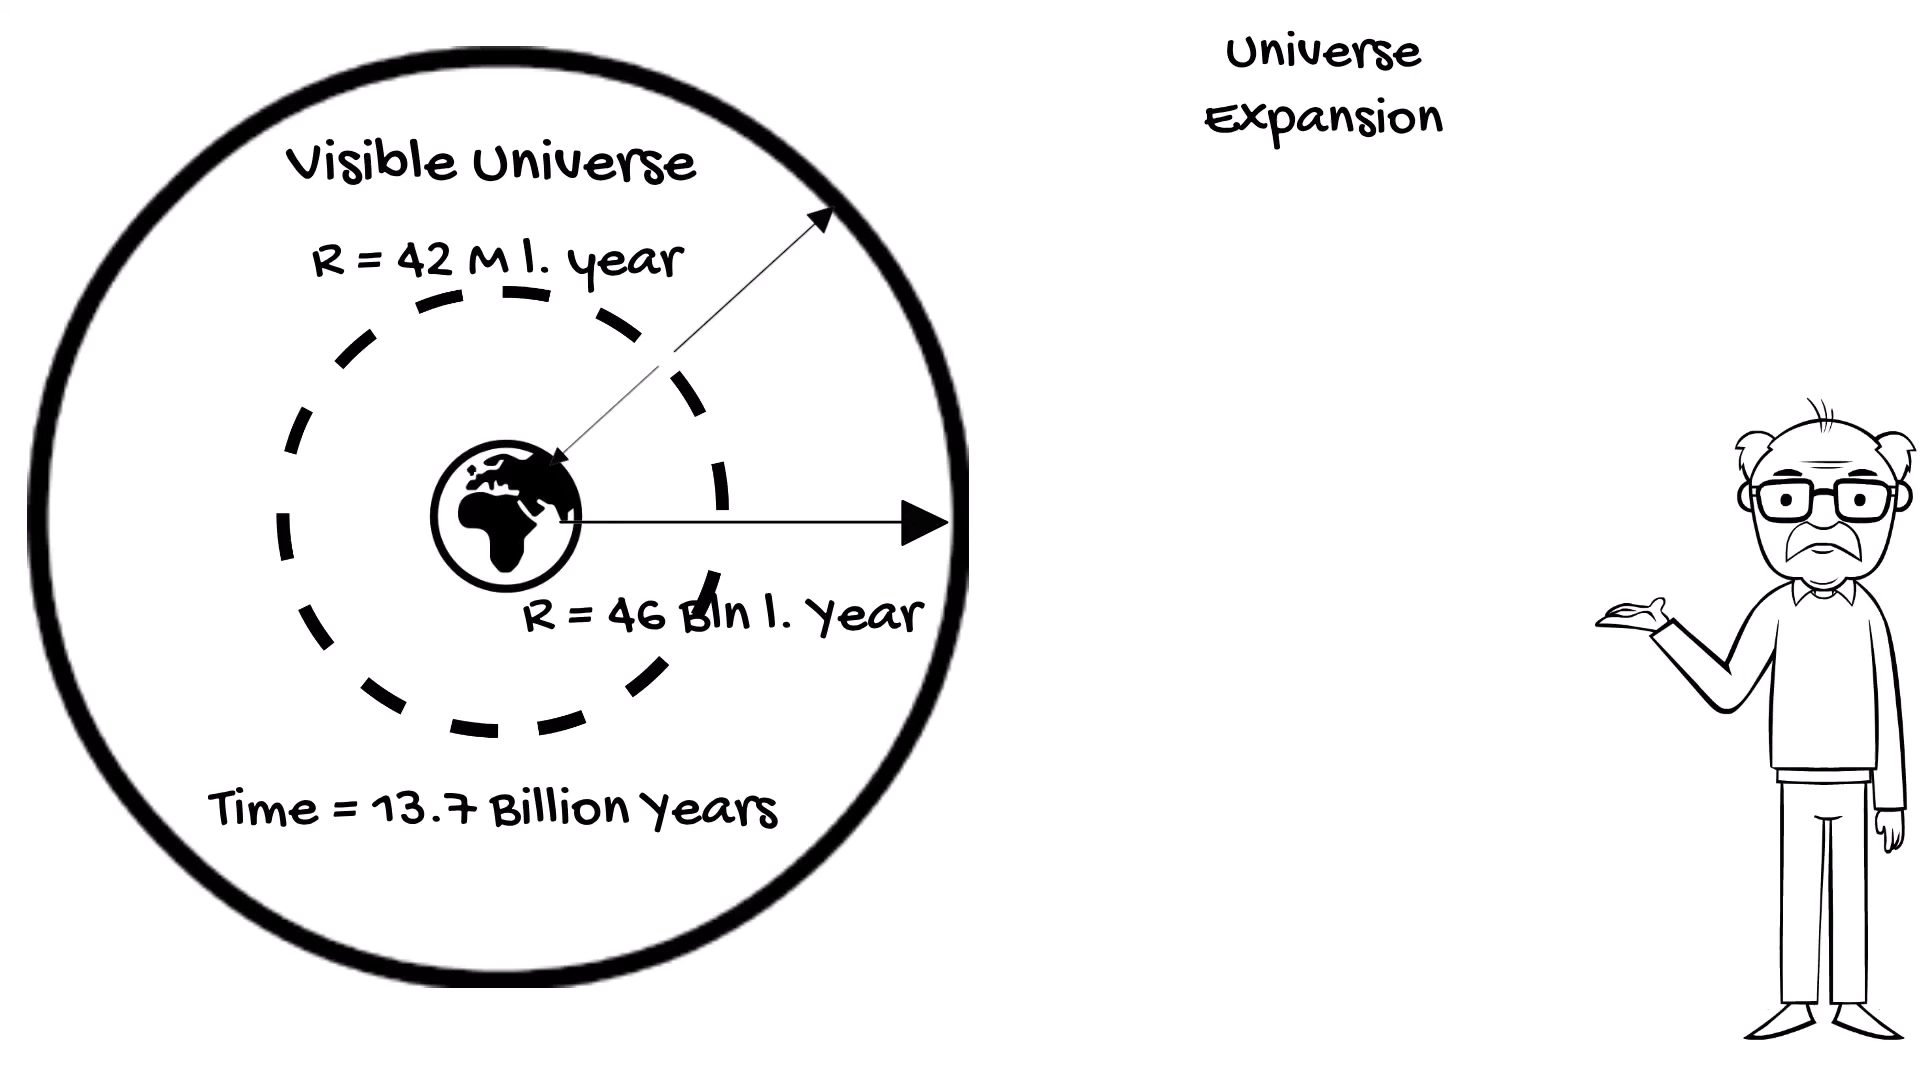 Universe
Expansion
Visible Universe
R = 42 M l. year
R = 46 Bln l. Year
Time = 13.7 Billion Years